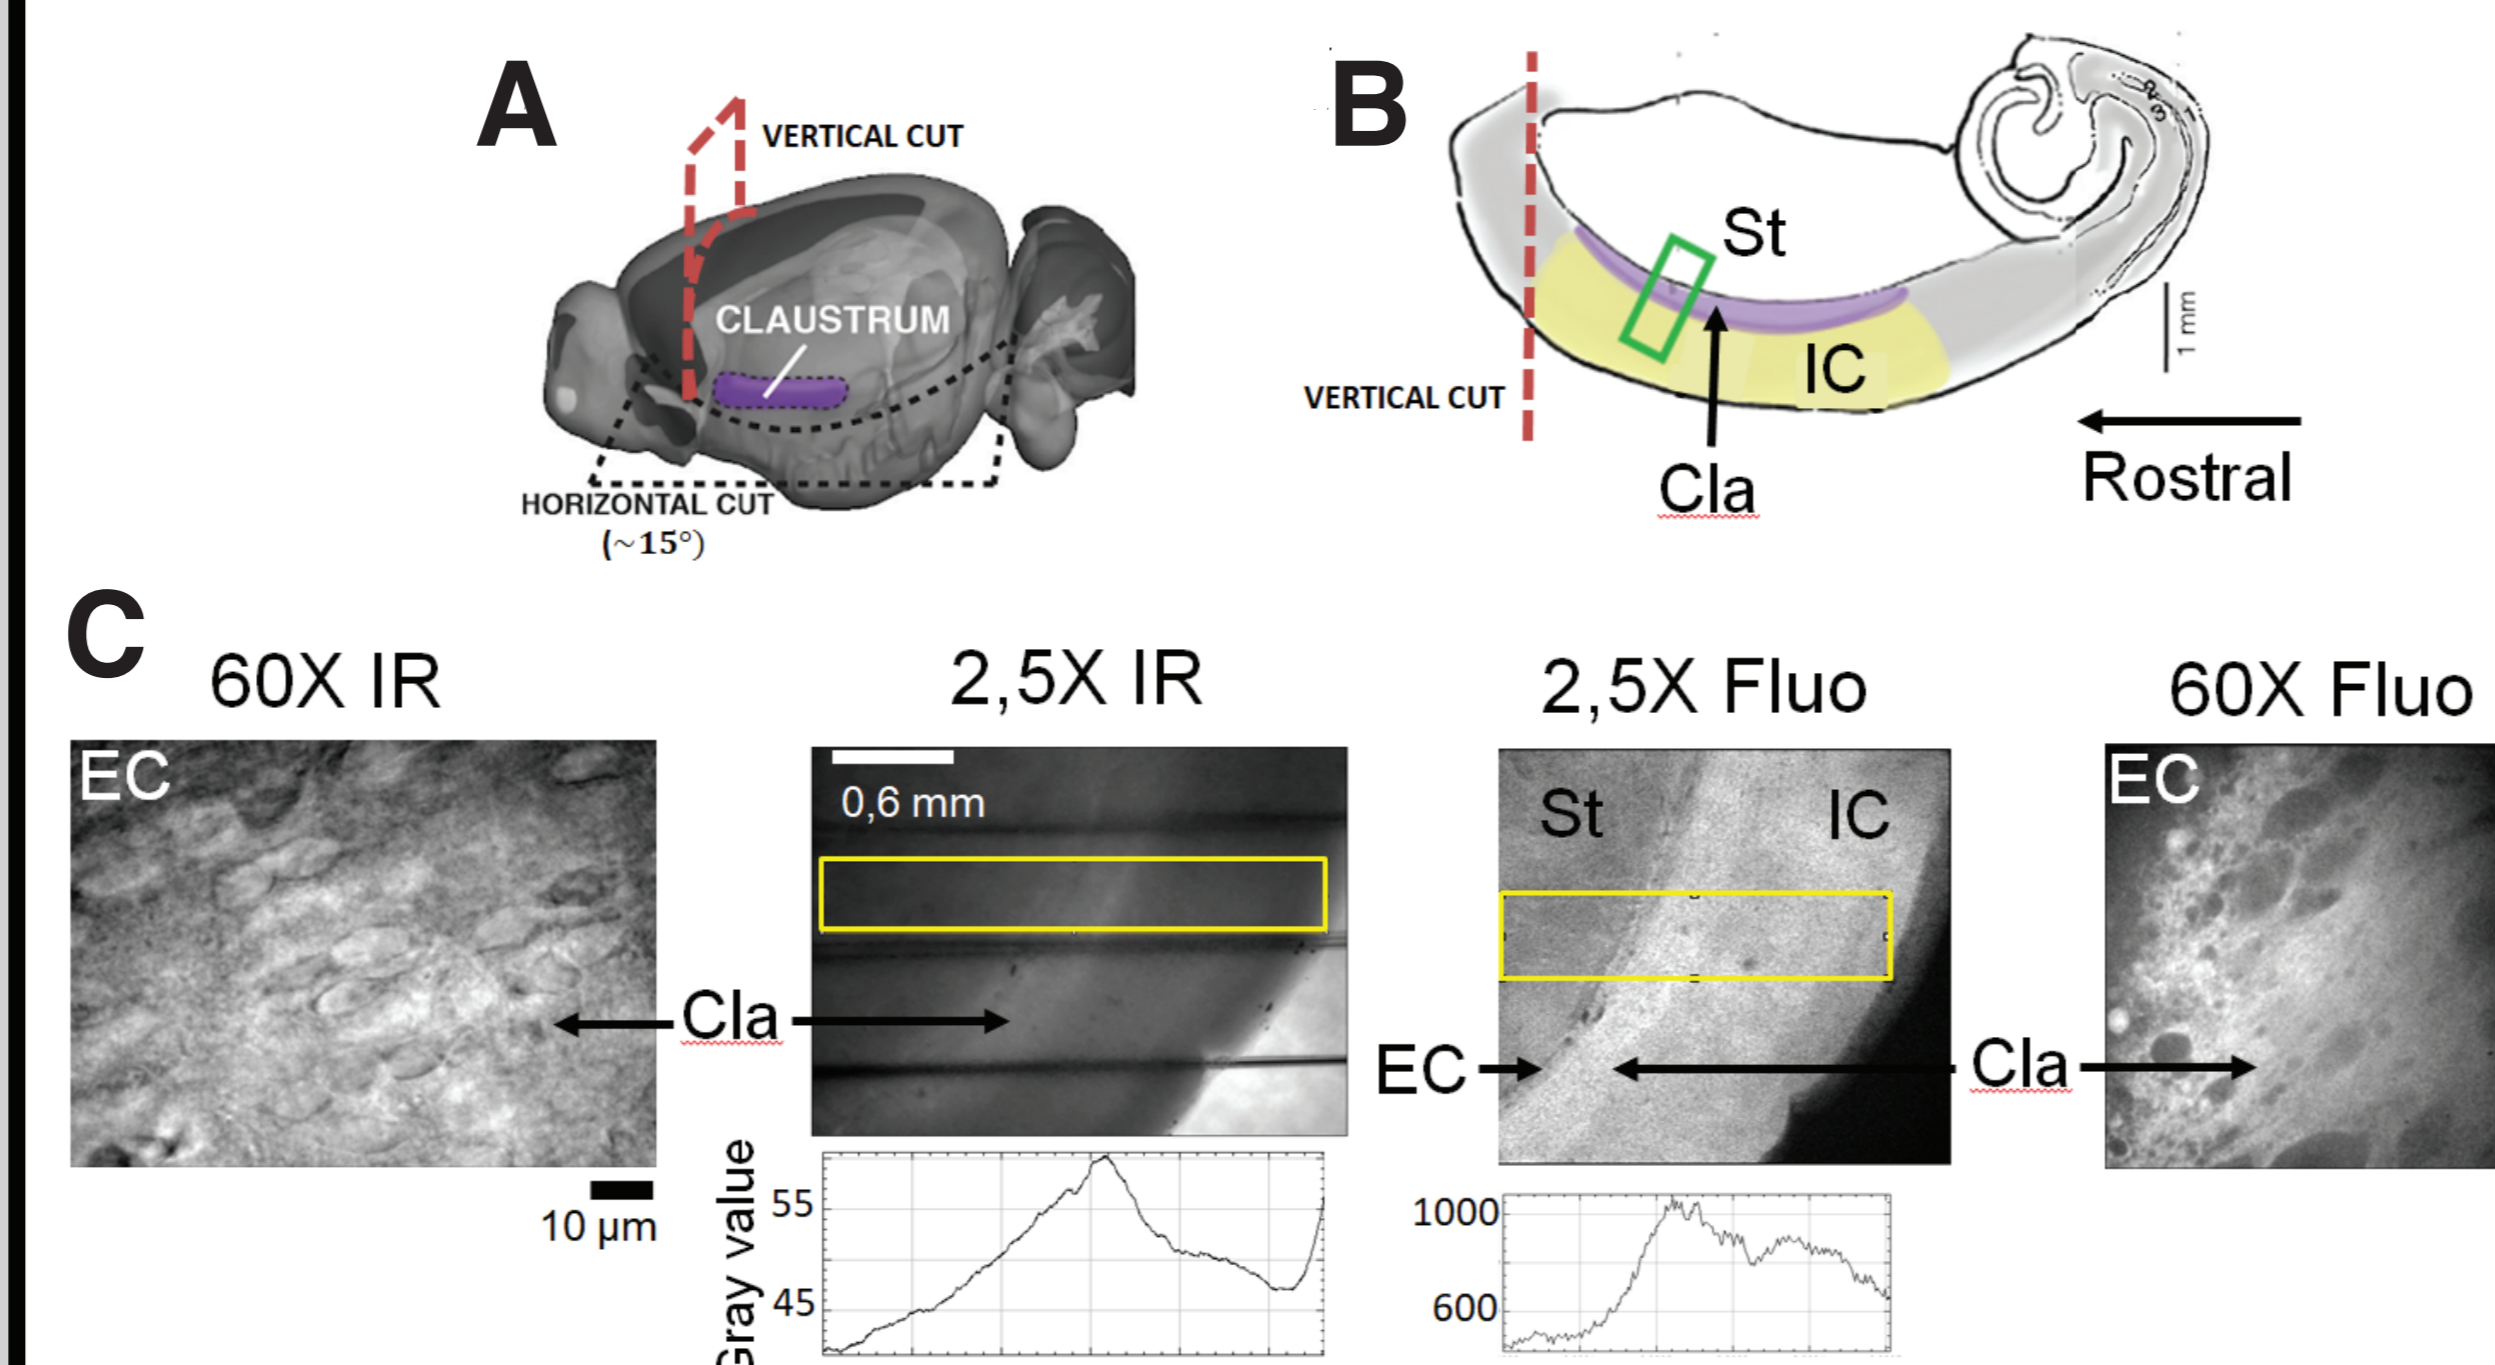 A
VERTICAL CUT
CLAUSTRUM
HORIZONTAL CUT
(~15°)
B
St
IC
1 mm
VERTICAL CUT
Cla
Rostral
C
60X IR
2,5X IR
2,5X Fluo
60X Fluo
EC
0,6 mm
St
IC
EC
Cla
EC
Cla
10 µm
Gray value
55
45
1000
600